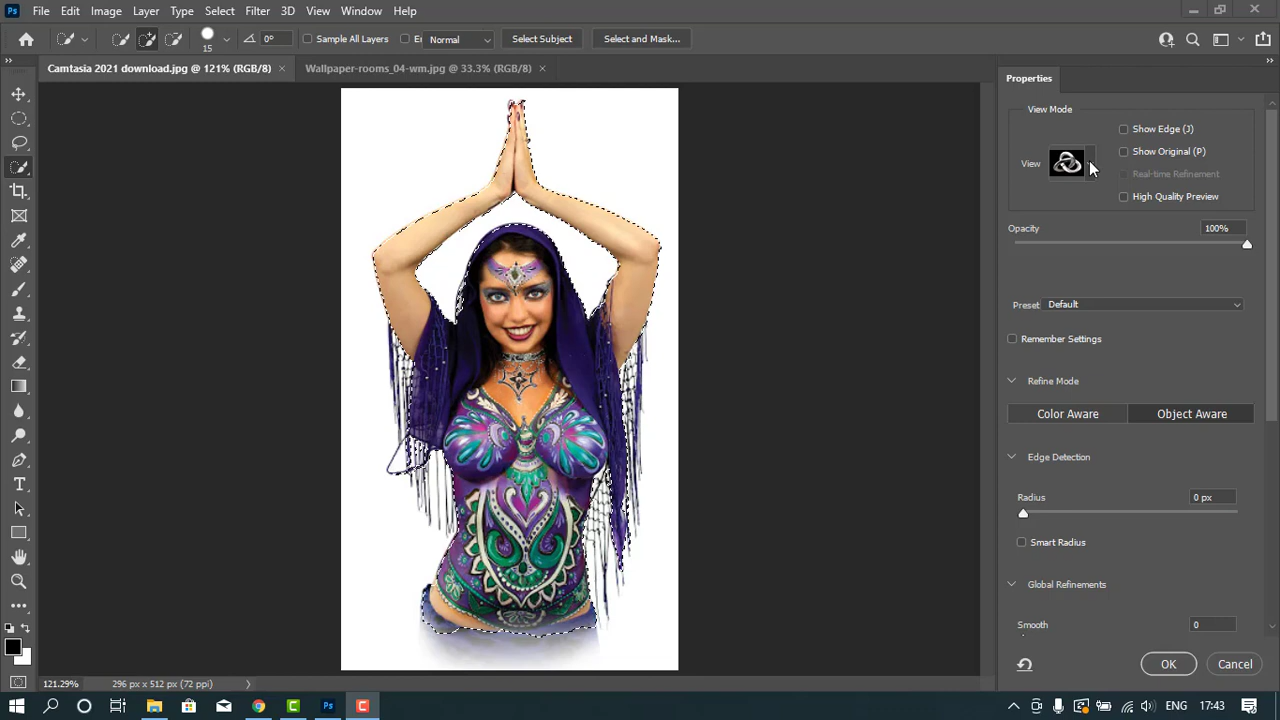 Ps File Edit Image Layer Type Select Filter 3D View Window Help
15 0° Sample All Layers Normal Select Subject Select and Mask...
Camtasia 2021 download.jpg @ 121% (RGB/8) Wallpaper-rooms_04-wm.jpg @ 33.3% (RGB/8)
Properties
View Mode
Show Edge (J)
View Show Original (P)
Real-time Refinement
High Quality Preview
Opacity 100%
Preset: Default
Remember Settings
Refine Mode
Color Aware Object Aware
Edge Detection
Radius 0 px
Smart Radius
Global Refinements
Smooth 0
OK Cancel
121.29% 296 px x 512 px (72 ppi)
Ps ENG 17:43